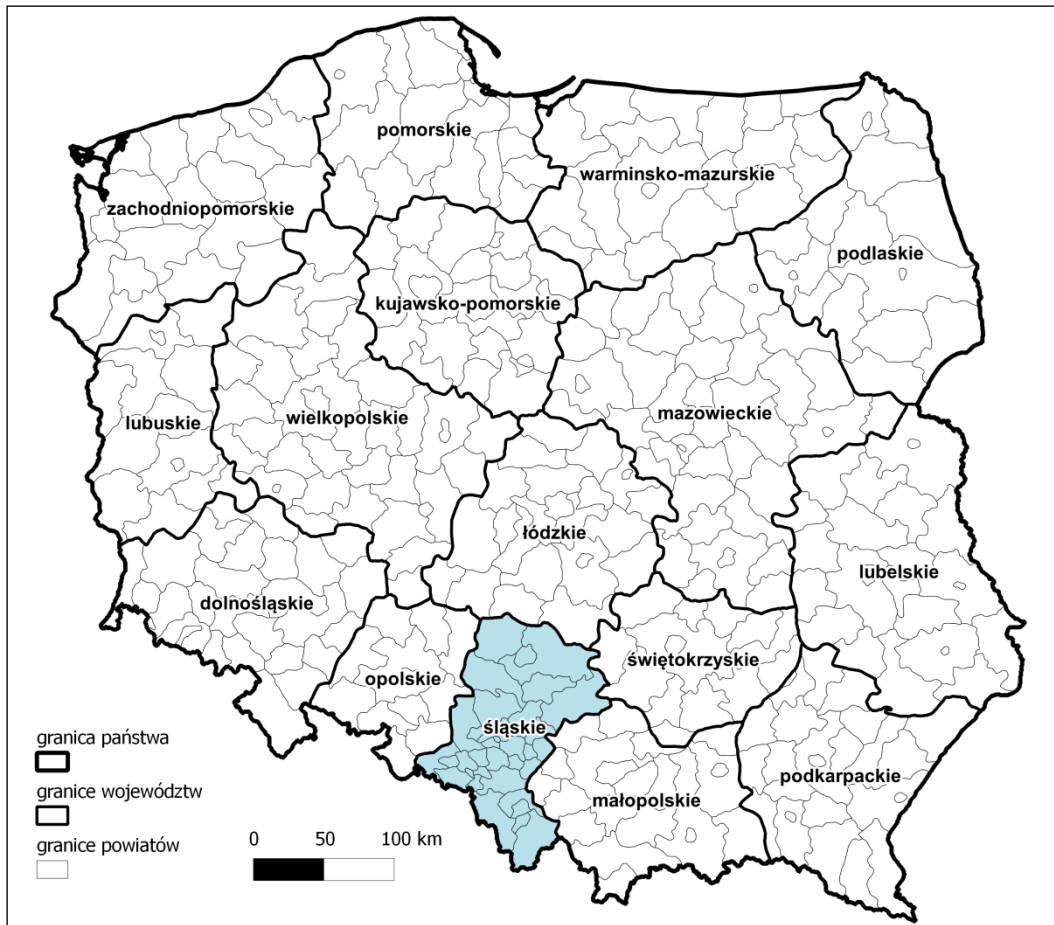 pomorskie
warminsko-mazurskie
zachodniopomorskie
podlaskie
kujawsko-pomorskie
mazowieckie
wielkopolskie
lubuskie
łódzkie
lubelskie
dolnośląskie
świętokrzyskie
opolskie
śląskie
podkarpackie
małopolskie
granica państwa
granice województw
granice powiatów
0 50 100 km